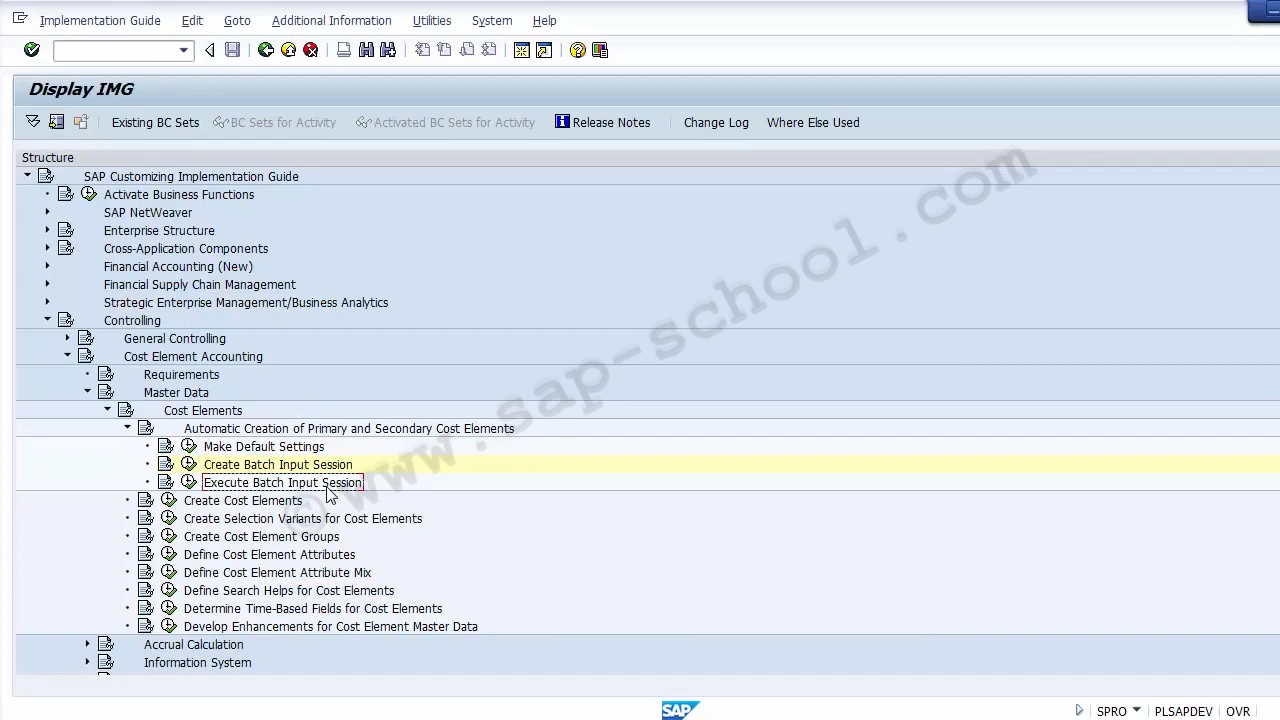 Implementation Guide Edit Goto Additional Information Utilities System Help
Display IMG
Existing BC Sets BC Sets for Activity Activated BC Sets for Activity Release Notes Change Log Where Else Used
Structure
SAP Customizing Implementation Guide
Activate Business Functions
SAP NetWeaver
Enterprise Structure
Cross-Application Components
Financial Accounting (New)
Financial Supply Chain Management
Strategic Enterprise Management/Business Analytics
Controlling
General Controlling
Cost Element Accounting
Requirements
Master Data
Cost Elements
Automatic Creation of Primary and Secondary Cost Elements
Make Default Settings
Create Batch Input Session
Execute Batch Input Session
Create Cost Elements
Create Selection Variants for Cost Elements
Create Cost Element Groups
Define Cost Element Attributes
Define Cost Element Attribute Mix
Define Search Helps for Cost Elements
Determine Time-Based Fields for Cost Elements
Develop Enhancements for Cost Element Master Data
Accrual Calculation
Information System
© www.sap-school.com
SAP SPRO PLSAPDEV OVR